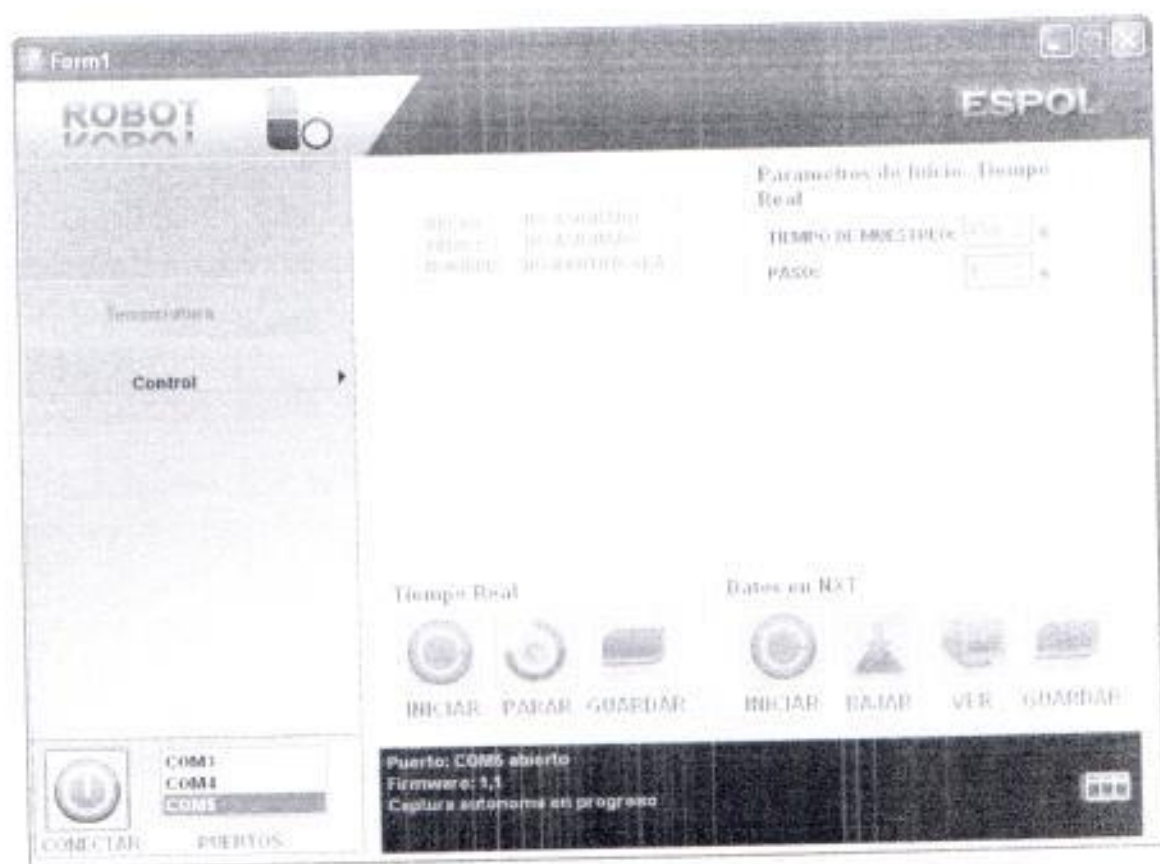 Form1
ROBOT
ESPOL
Parametros de Inicio. Tiempo
Real
TIEMPO DE MUESTREO:
PASO:
Temperatura
Control
Tiempo Real
Datos en NXT
INICIAR PARAR GUARDAR
INICIAR BAJAR VER GUARDAR
COM3
COM4
COM5
CONECTAR
PUERTOS
Puerto: COM5 abierto
Firmware: 1,1
Captura autonoma en progreso